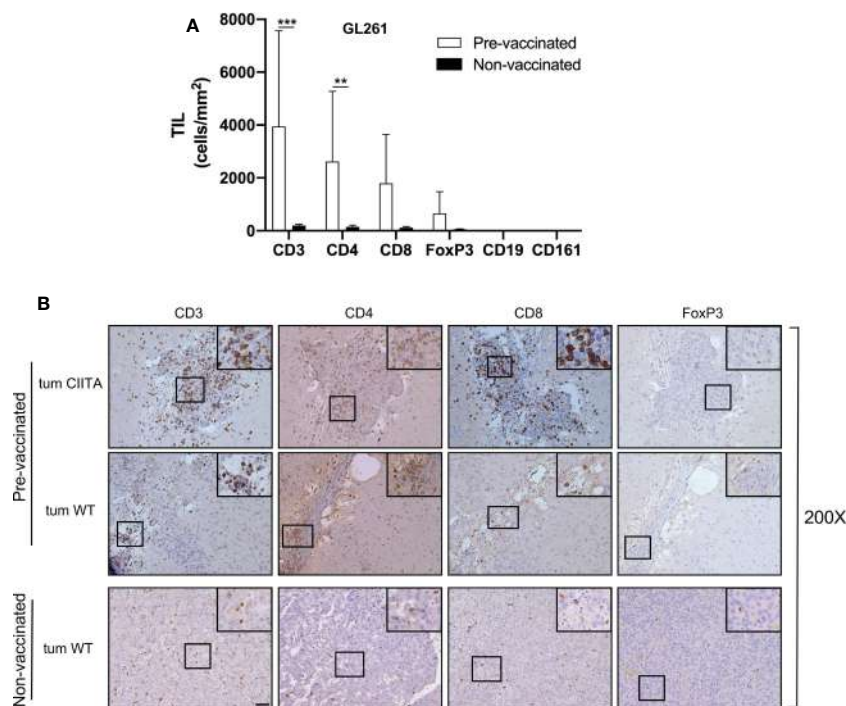 A
GL261
TIL
(cells/mm²)
8000
6000
4000
2000
0
***
**
Pre-vaccinated
Non-vaccinated
CD3 CD4 CD8 FoxP3 CD19 CD161
B
CD3 CD4 CD8 FoxP3
Pre-vaccinated
tum CIITA
tum WT
Non-vaccinated
tum WT
200X